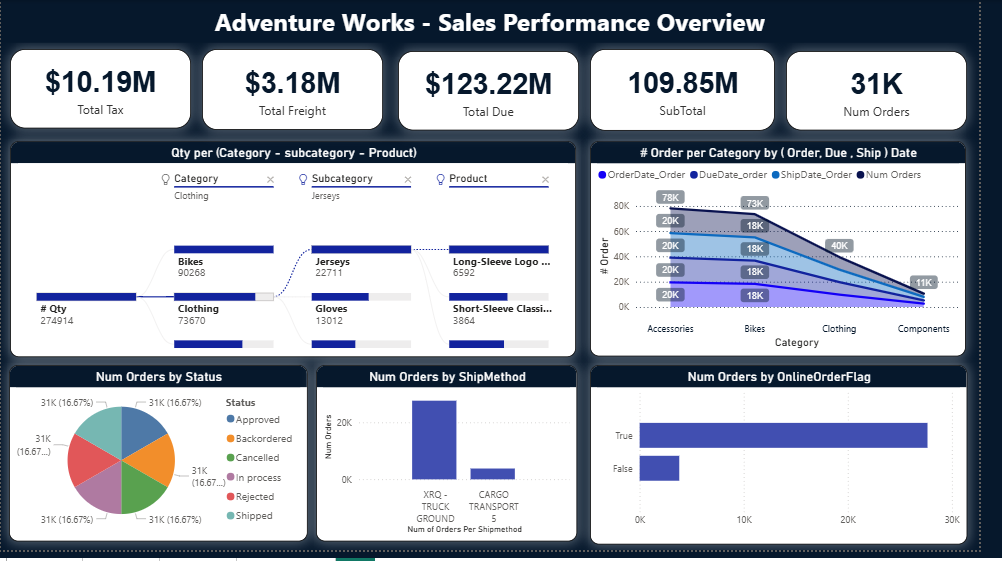 Adventure Works - Sales Performance Overview
$10.19M
Total Tax
$3.18M
Total Freight
$123.22M
Total Due
109.85M
SubTotal
31K
Num Orders
Qty per (Category - subcategory - Product)
Category
Clothing
Subcategory
Jerseys
Product
# Qty
274914
Bikes
90268
Clothing
73670
Jerseys
22711
Gloves
13012
Long-Sleeve Logo ...
6592
Short-Sleeve Classi...
3864
# Order per Category by ( Order, Due , Ship ) Date
OrderDate_Order DueDate_order ShipDate_Order Num Orders
# Order
80K
60K
40K
20K
0K
78K
20K
20K
20K
20K
73K
18K
18K
18K
18K
40K
11K
Accessories Bikes Clothing Components
Category
Num Orders by Status
31K (16.67%)
31K (16.67%)
31K
(16.67...)
31K
(16.67...)
31K (16.67%)
31K (16.67%)
Status
Approved
Backordered
Cancelled
In process
Rejected
Shipped
Num Orders by ShipMethod
Num Orders
20K
0K
XRQ -
TRUCK
GROUND
CARGO
TRANSPORT
5
Num of Orders Per Shipmethod
Num Orders by OnlineOrderFlag
True
False
0K 10K 20K 30K